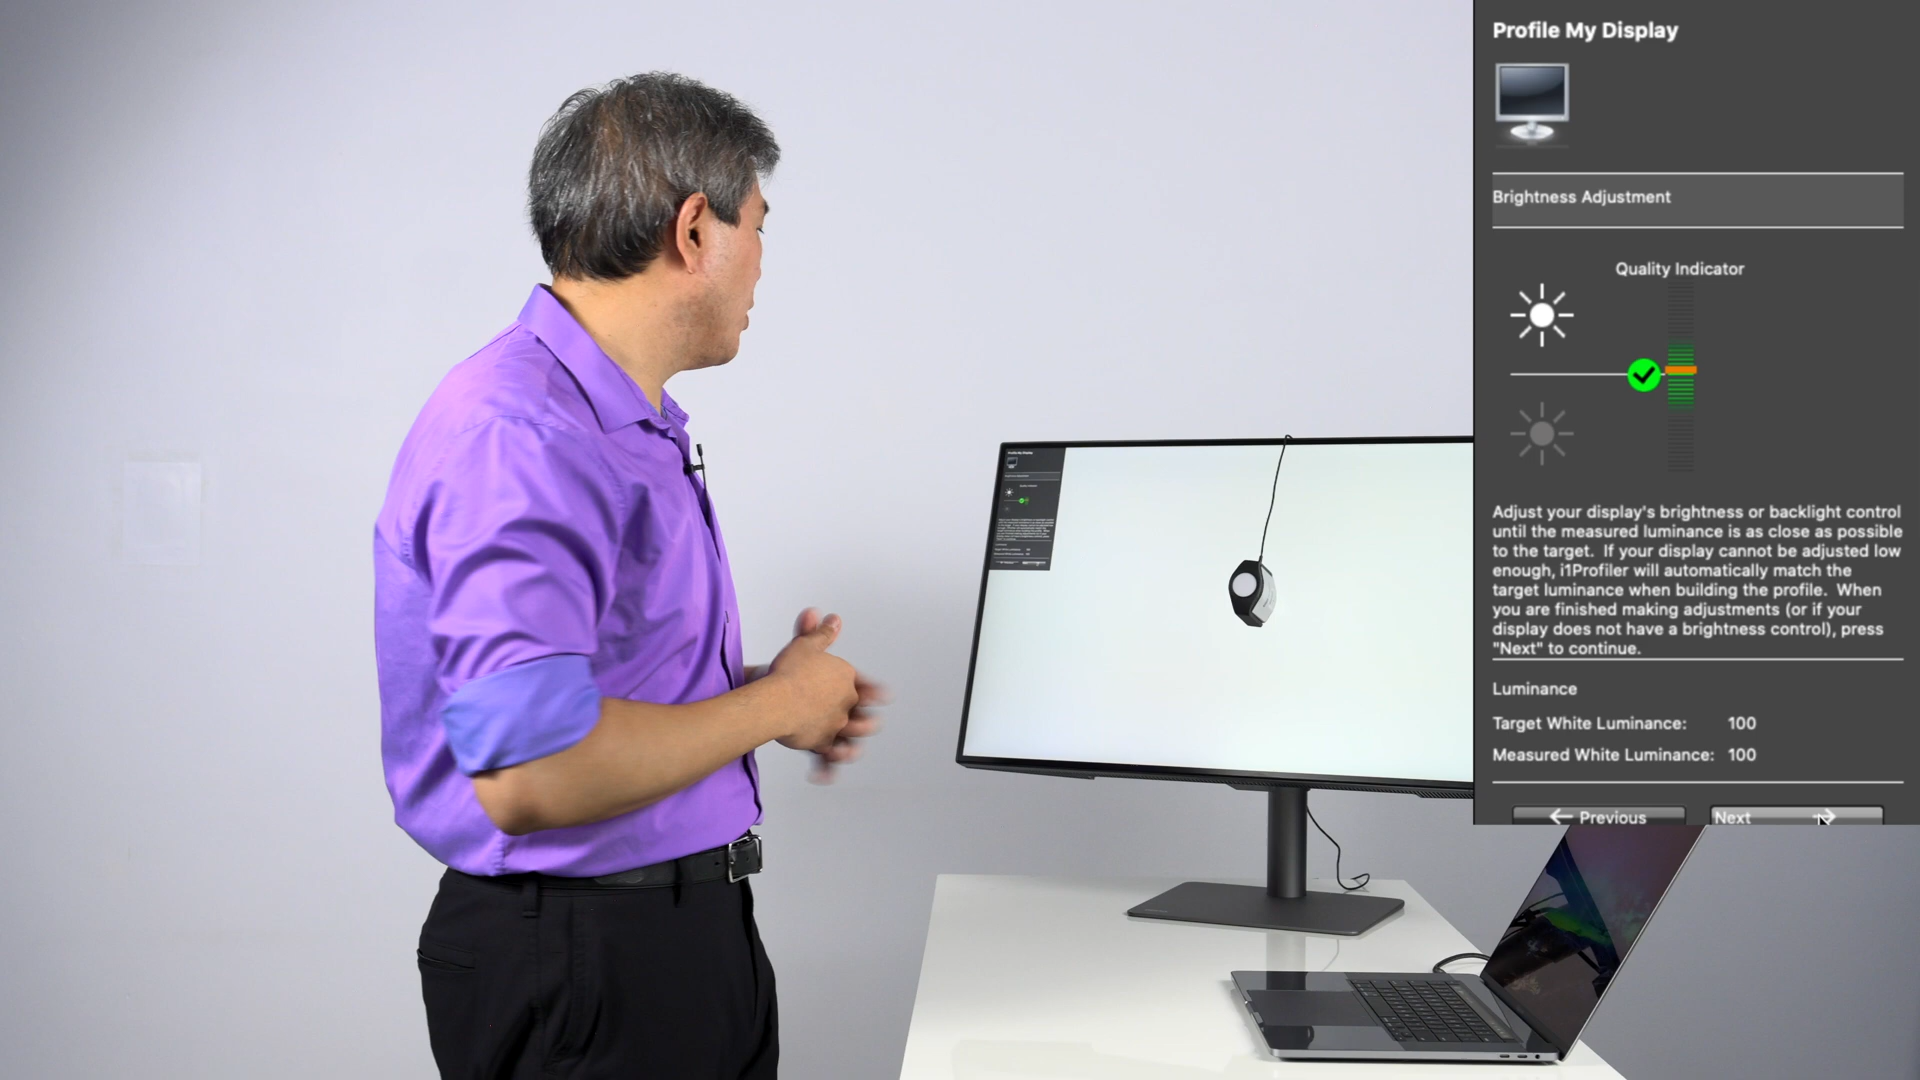 Profile My Display
Brightness Adjustment
Quality Indicator
Adjust your display's brightness or backlight control
until the measured luminance is as close as possible
to the target. If your display cannot be adjusted low
enough, i1Profiler will automatically match the
target luminance when building the profile. When
you are finished making adjustments (or if your
display does not have a brightness control), press
"Next" to continue.
Luminance
Target White Luminance: 100
Measured White Luminance: 100
Previous
Next
Profile My Display